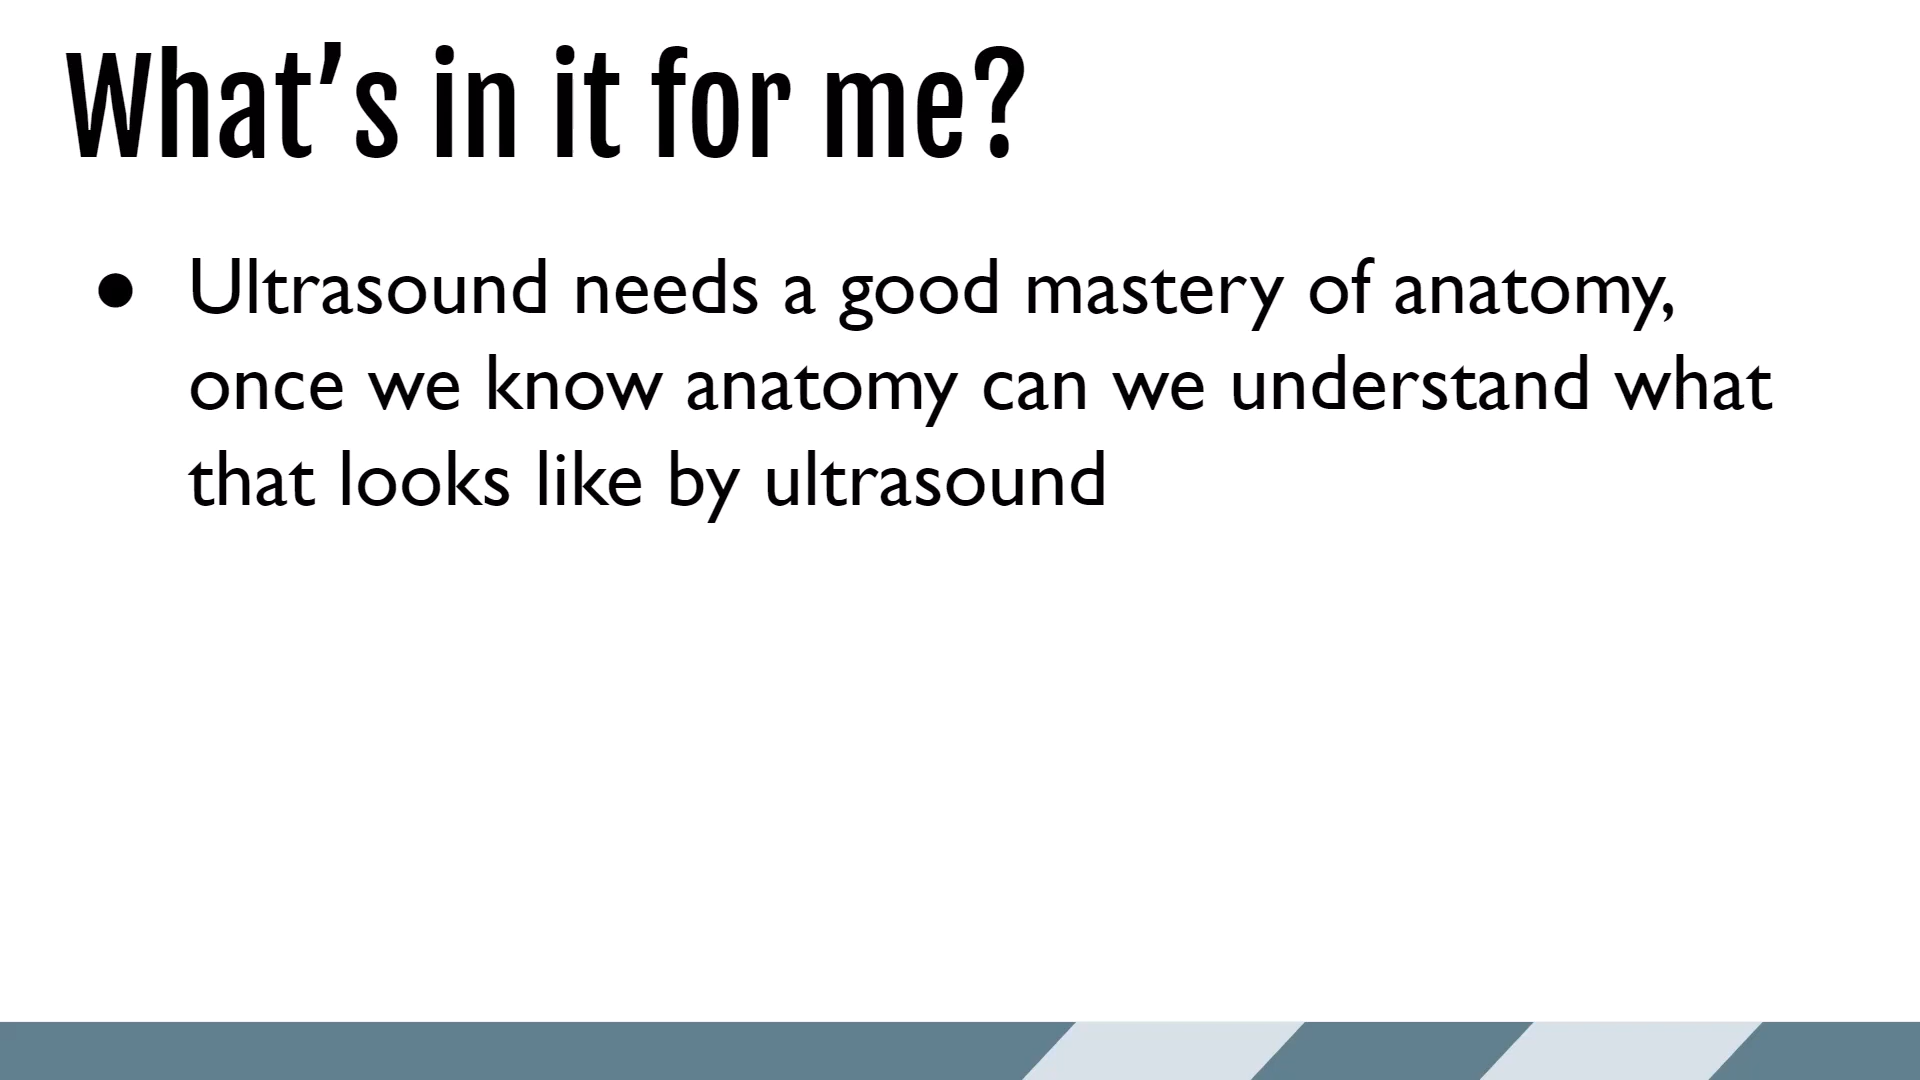 What’s in it for me?
● Ultrasound needs a good mastery of anatomy,
once we know anatomy can we understand what
that looks like by ultrasound